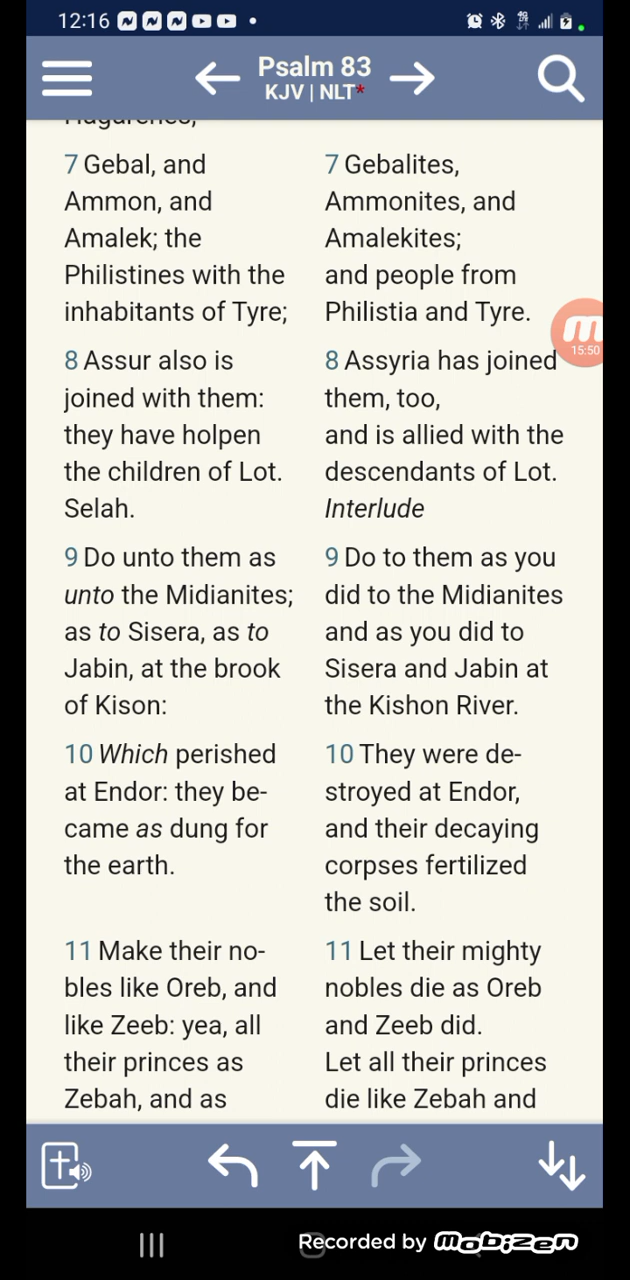 12:16
Psalm 83
KJV | NLT*
Hagarenes;
7 Gebal, and
Ammon, and
Amalek; the
Philistines with the
inhabitants of Tyre;
8 Assur also is
joined with them:
they have holpen
the children of Lot.
Selah.
9 Do unto them as
unto the Midianites;
as to Sisera, as to
Jabin, at the brook
of Kison:
10 Which perished
at Endor: they be-
came as dung for
the earth.
11 Make their no-
bles like Oreb, and
like Zeeb: yea, all
their princes as
Zebah, and as
7 Gebalites,
Ammonites, and
Amalekites;
and people from
Philistia and Tyre.
8 Assyria has joined
them, too,
and is allied with the
descendants of Lot.
Interlude
9 Do to them as you
did to the Midianites
and as you did to
Sisera and Jabin at
the Kishon River.
10 They were de-
stroyed at Endor,
and their decaying
corpses fertilized
the soil.
11 Let their mighty
nobles die as Oreb
and Zeeb did.
Let all their princes
die like Zebah and
m
15:50
Recorded by mobizen